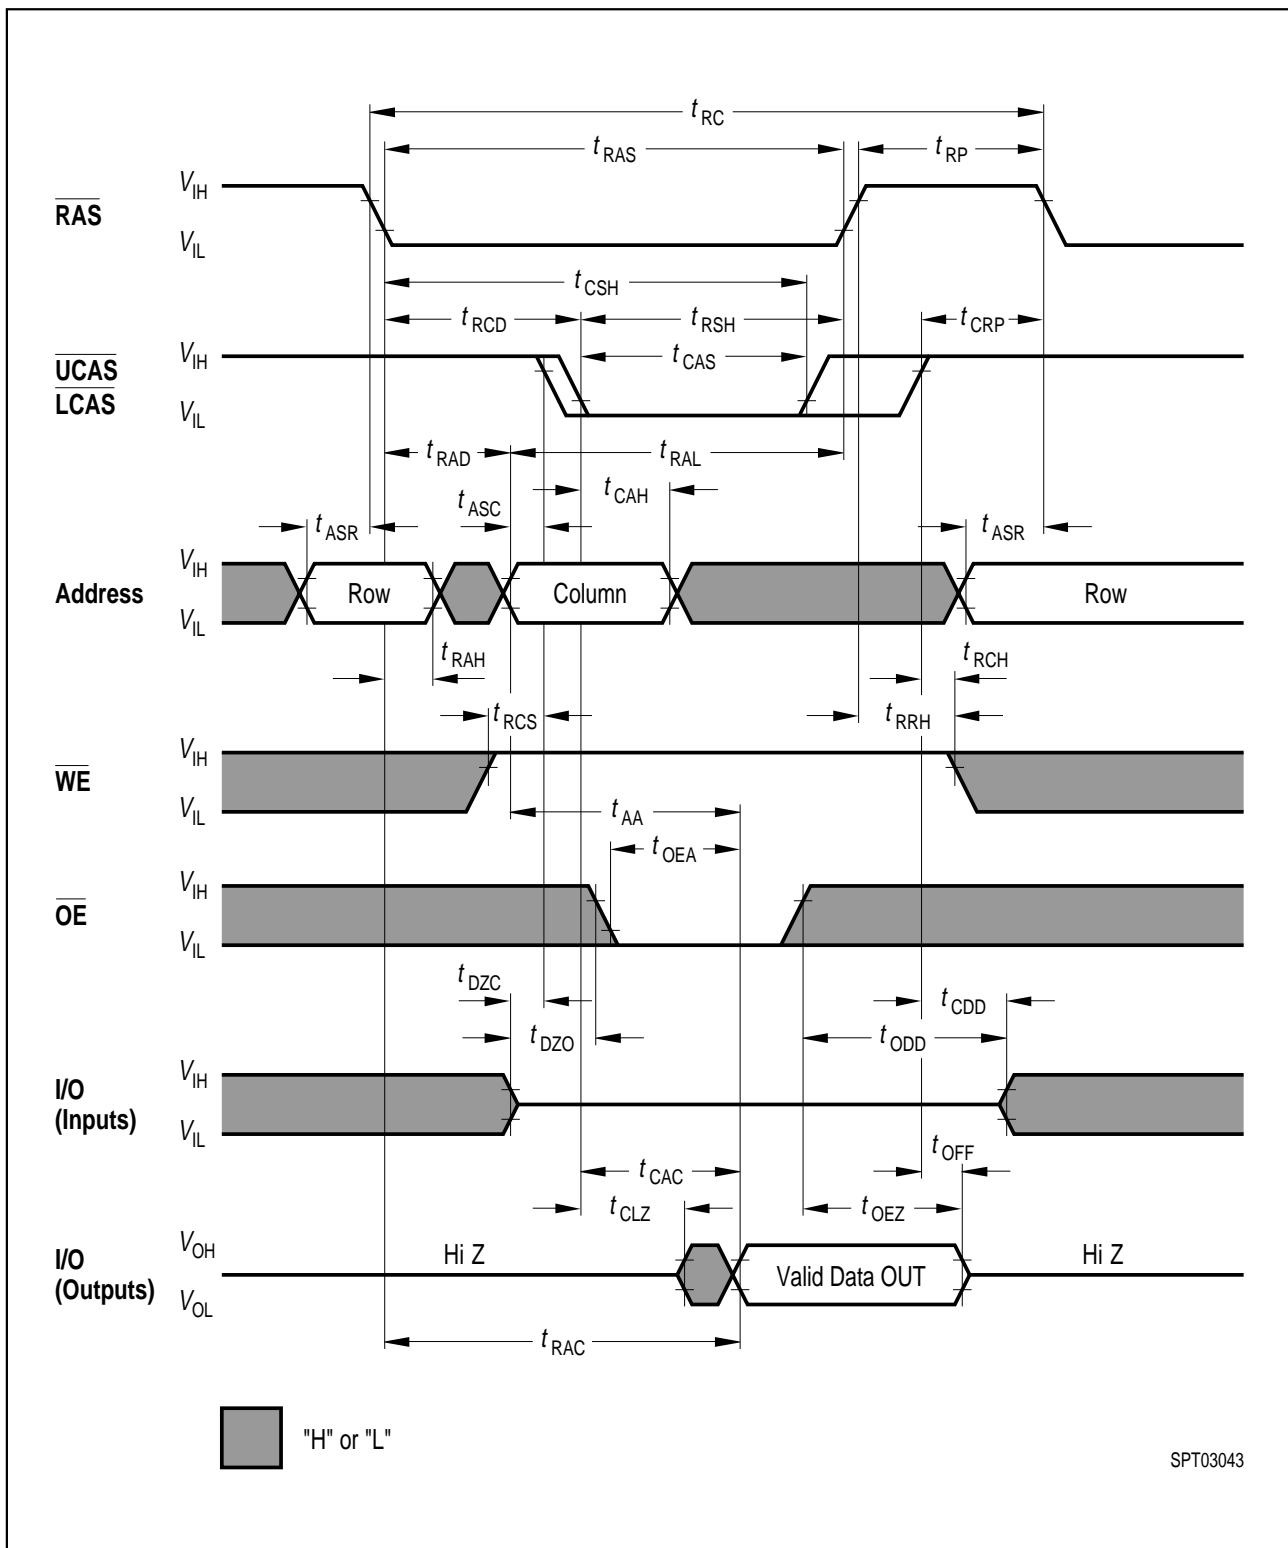 t RC
t RAS
t RP
RAS
V IH
V IL
t CSH
t RCD
t RSH
t CRP
UCAS
LCAS
V IH
V IL
t CAS
t RAD
t RAL
t ASC
t CAH
t ASR
t ASR
Address
V IH
V IL
Row
Column
Row
t RAH
t RCH
t RCS
t RRH
WE
V IH
V IL
t AA
t OEA
OE
V IH
V IL
t DZC
t CDD
t DZO
t ODD
I/O
(Inputs)
V IH
V IL
t OFF
t CAC
t CLZ
t OEZ
I/O
(Outputs)
V OH
V OL
Hi Z
Valid Data OUT
Hi Z
t RAC
"H" or "L"
SPT03043